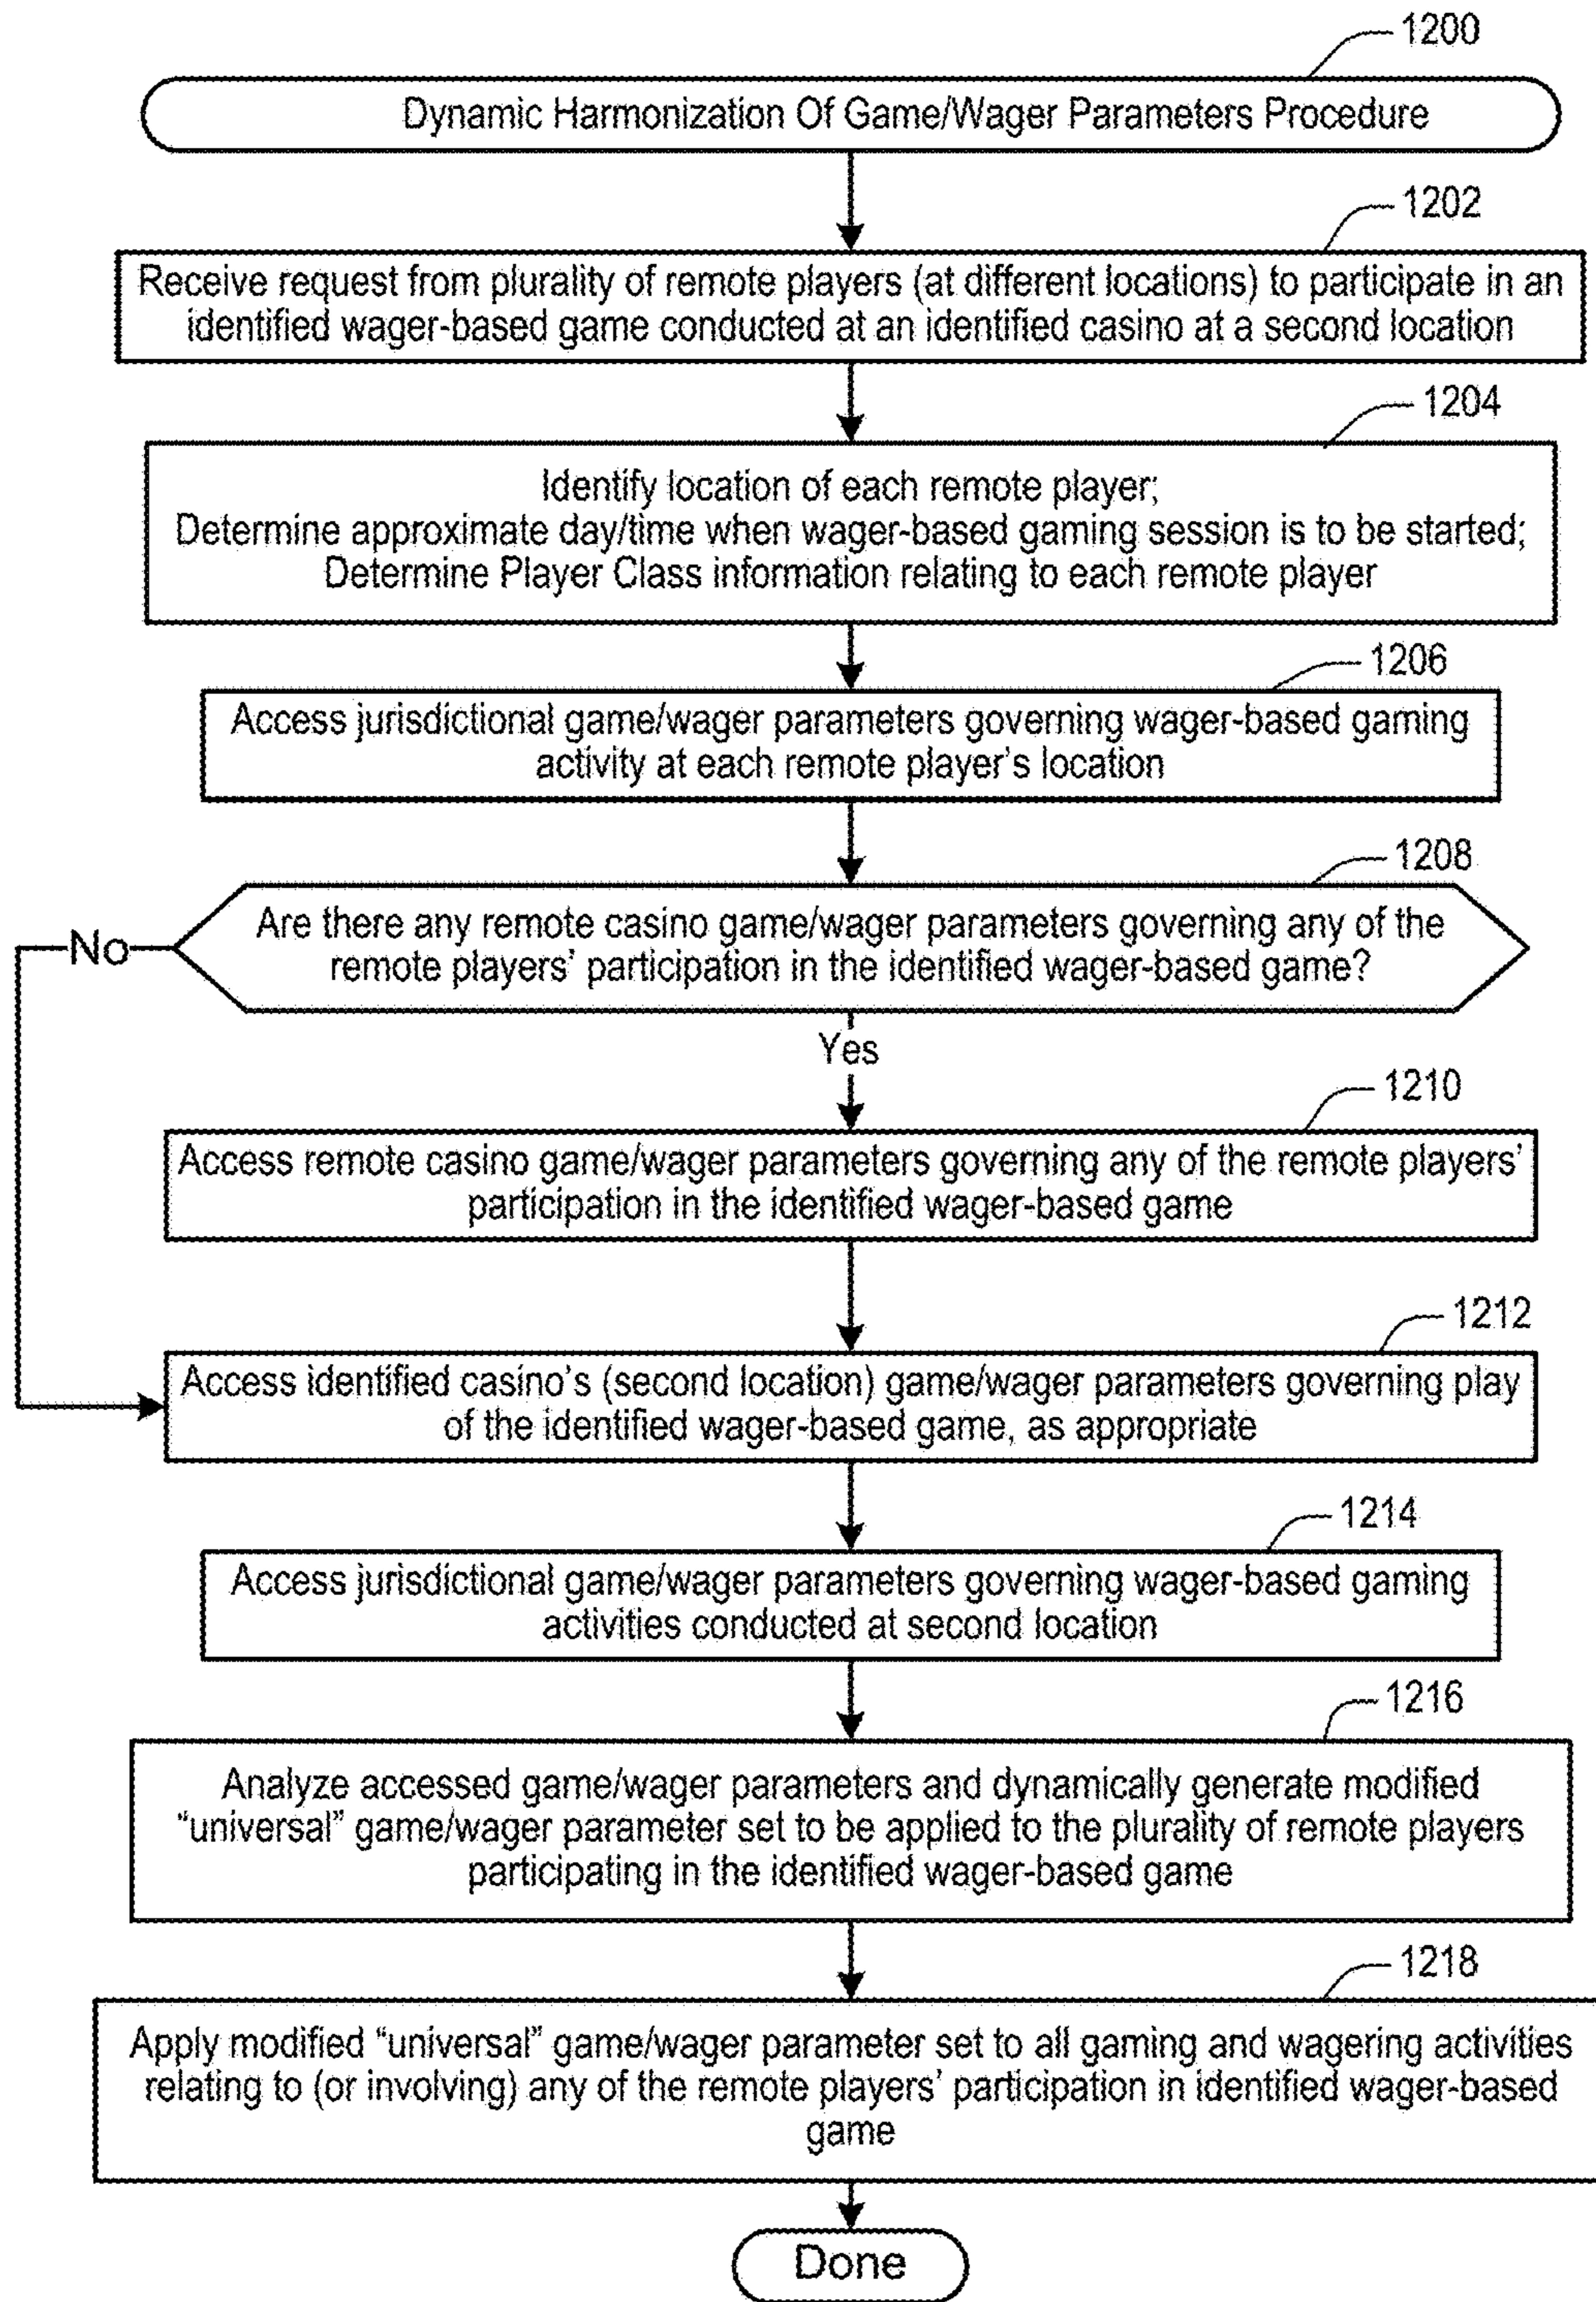 1200
Dynamic Harmonization Of Game/Wager Parameters Procedure
1202
Receive request from plurality of remote players (at different locations) to participate in an
identified wager-based game conducted at an identified casino at a second location
1204
Identify location of each remote player;
Determine approximate day/time when wager-based gaming session is to be started;
Determine Player Class information relating to each remote player
1206
Access jurisdictional game/wager parameters governing wager-based gaming
activity at each remote player's location
1208
Are there any remote casino game/wager parameters governing any of the
remote players' participation in the identified wager-based game?
No
Yes
1210
Access remote casino game/wager parameters governing any of the remote players'
participation in the identified wager-based game
1212
Access identified casino's (second location) game/wager parameters governing play
of the identified wager-based game, as appropriate
1214
Access jurisdictional game/wager parameters governing wager-based gaming
activities conducted at second location
1216
Analyze accessed game/wager parameters and dynamically generate modified
“universal” game/wager parameter set to be applied to the plurality of remote players
participating in the identified wager-based game
1218
Apply modified “universal” game/wager parameter set to all gaming and wagering activities
relating to (or involving) any of the remote players' participation in identified wager-based
game
Done